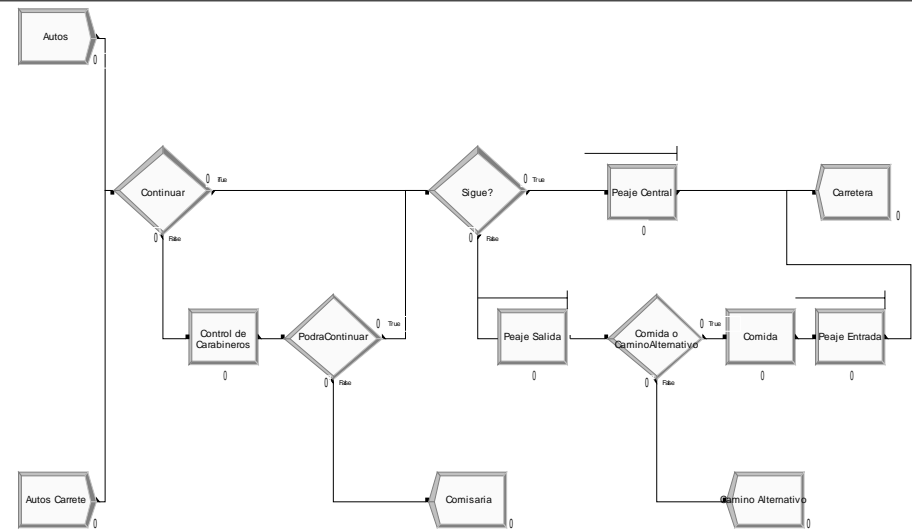 Autos
0
Continuar
0 True
0 False
Sigue?
0 True
0 False
Peaje Central
0
Carretera
0
Control de
Carabineros
0
PodraContinuar
0 True
0 False
Peaje Salida
0
Comida o
CaminoAlternativo
0 True
0 False
Comida
0
Peaje Entrada
0
Autos Carrete
0
Comisaria
0
Camino Alternativo
0